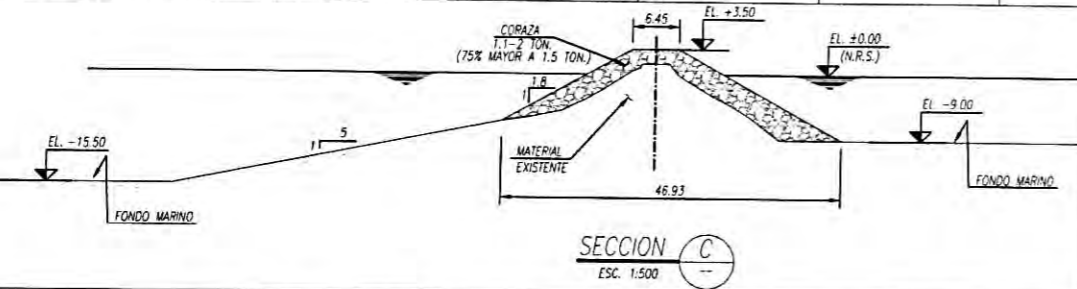 CORAZA
1.1-2 TON.
(75% MAYOR A 1.5 TON.)
6.45
EL. +3.50
EL. ±0.00
(N.R.S.)
1.8
1
5
1
EL. -15.50
EL. -9.00
MATERIAL
EXISTENTE
46.93
FONDO MARINO
FONDO MARINO
SECCION C
ESC. 1:500
--